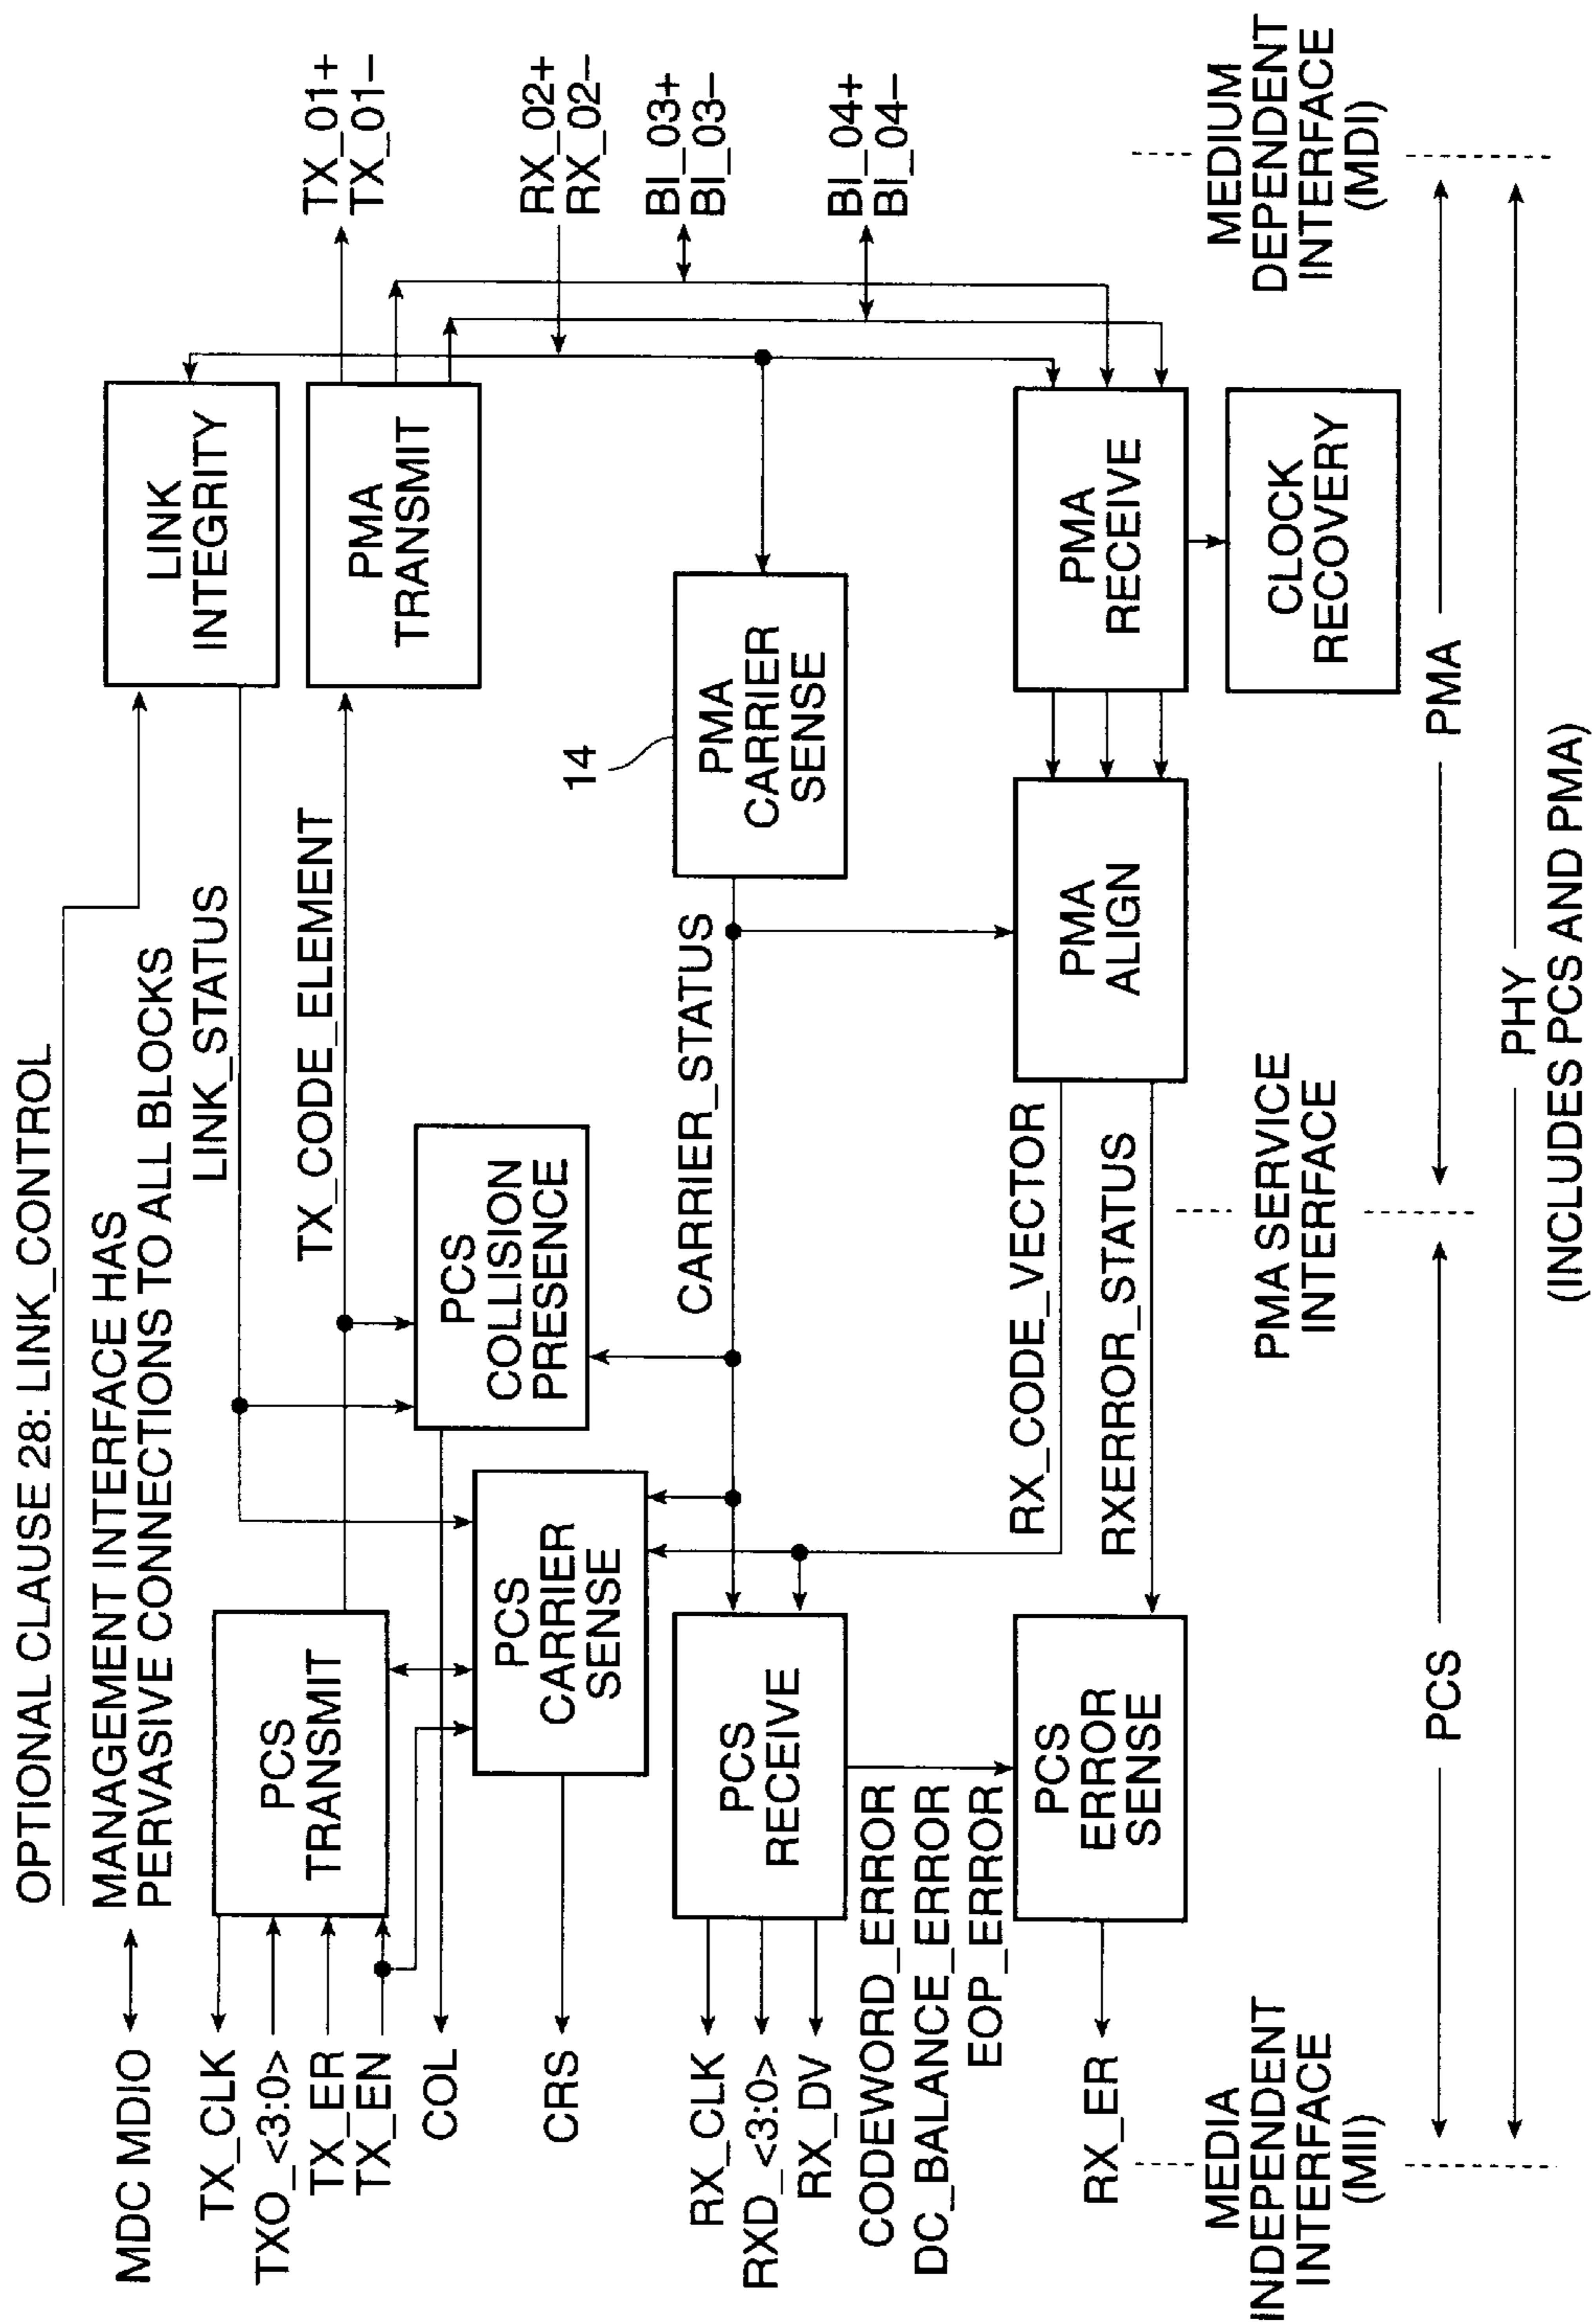 OPTIONAL CLAUSE 28: LINK_CONTROL
MDC MDIO
MANAGEMENT INTERFACE HAS
PERVASIVE CONNECTIONS TO ALL BLOCKS
LINK_STATUS
LINK
INTEGRITY
TX_CLK
TXO_<3:0>
TX_ER
TX_EN
PCS
TRANSMIT
TX_CODE_ELEMENT
PMA
TRANSMIT
TX_01+
TX_01–
COL
PCS
COLLISION
PRESENCE
CRS
PCS
CARRIER
SENSE
RX_02+
RX_02–
14
BI_03+
BI_03–
CARRIER_STATUS
PMA
CARRIER
SENSE
RX_CLK
RXD_<3:0>
RX_DV
PCS
RECEIVE
BI_04+
BI_04–
CODEWORD_ERROR
DC_BALANCE_ERROR
EOP_ERROR
RX_CODE_VECTOR
RXERROR_STATUS
PMA
ALIGN
PMA
RECEIVE
RX_ER
PCS
ERROR
SENSE
CLOCK
RECOVERY
MEDIA
INDEPENDENT
INTERFACE
(MII)
PMA SERVICE
INTERFACE
MEDIUM
DEPENDENT
INTERFACE
(MDI)
PCS
PMA
PHY
(INCLUDES PCS AND PMA)